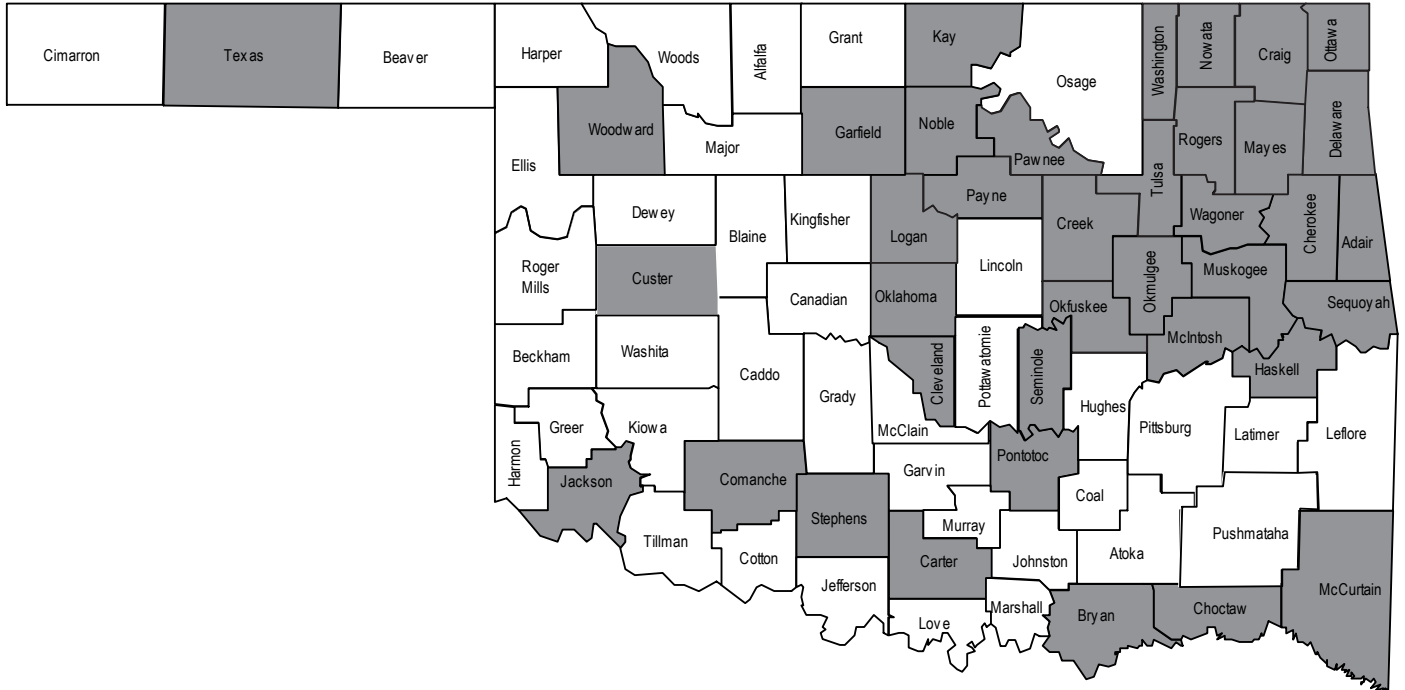 Cimarron
Texas
Beaver
Harper
Woods
Alfalfa
Grant
Kay
Osage
Washington
Nowata
Craig
Ottawa
Woodward
Major
Garfield
Noble
Pawnee
Rogers
Mayes
Delaware
Ellis
Tulsa
Dewey
Blaine
Kingfisher
Logan
Payne
Creek
Wagoner
Cherokee
Adair
Roger
Mills
Custer
Canadian
Oklahoma
Lincoln
Okfuskee
Okmulgee
Muskogee
Sequoyah
Beckham
Washita
Caddo
Grady
McClain
Cleveland
Pottawatomie
Seminole
McIntosh
Haskell
Harmon
Greer
Kiowa
Hughes
Pittsburg
Latimer
Leflore
Jackson
Comanche
Garvin
Pontotoc
Coal
Tillman
Cotton
Stephens
Murray
Johnston
Atoka
Pushmataha
Jefferson
Carter
Love
Marshall
Bryan
Choctaw
McCurtain